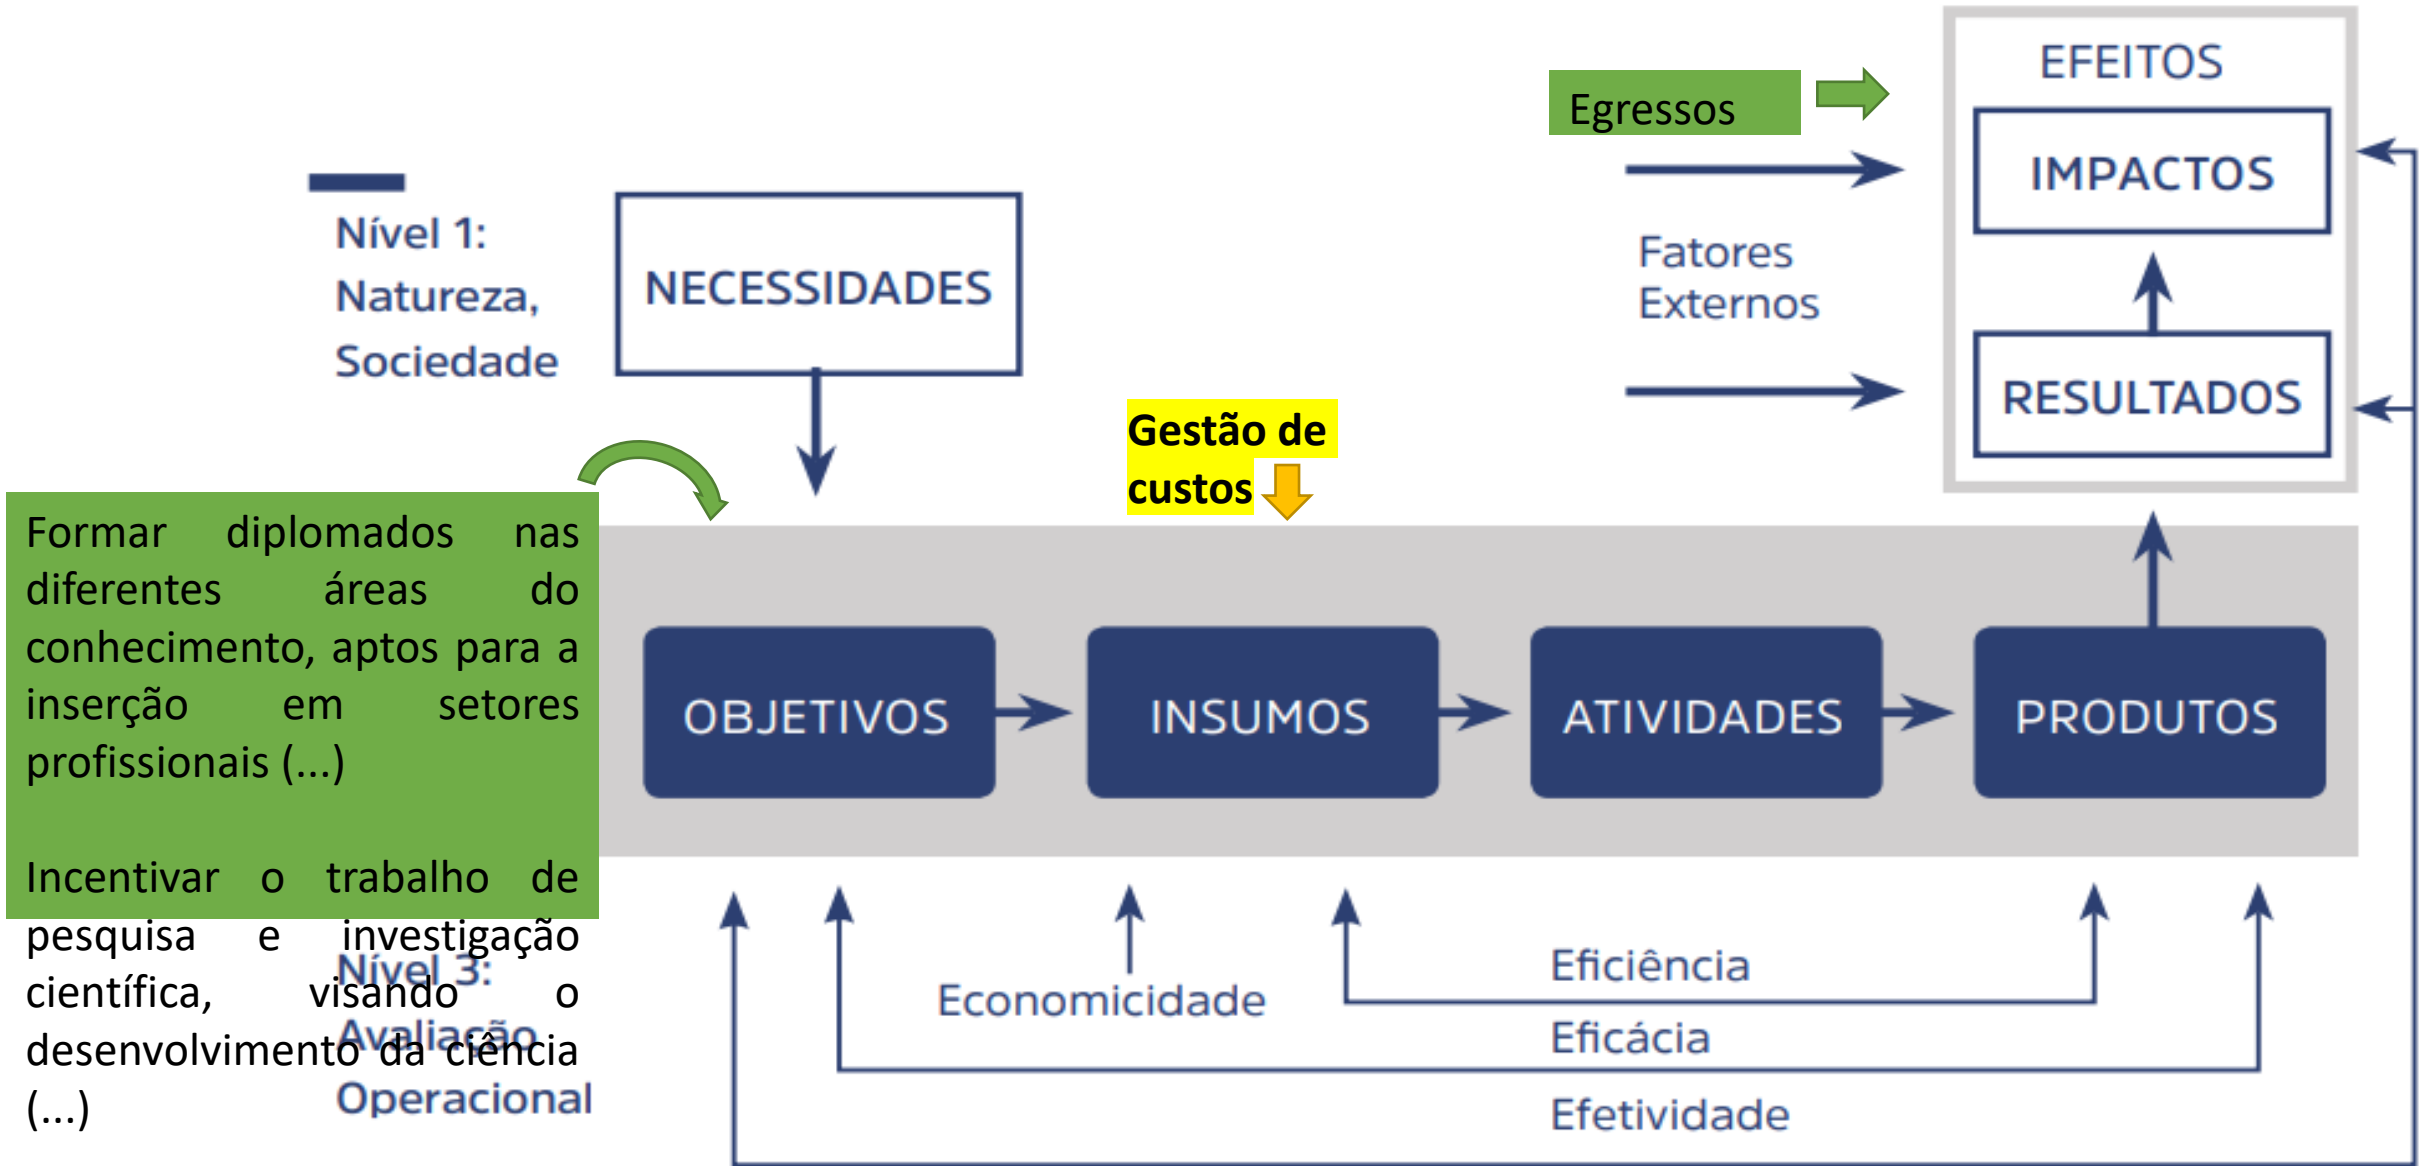 EFEITOS
Egressos
IMPACTOS
Nível 1:
Natureza,
Sociedade
NECESSIDADES
Fatores
Externos
RESULTADOS
Gestão de
custos
Formar diplomados nas
diferentes áreas do
conhecimento, aptos para a
inserção em setores
profissionais (...)
Incentivar o trabalho de
pesquisa e investigação
científica, visando o
desenvolvimento da ciência
(...)
OBJETIVOS
INSUMOS
ATIVIDADES
PRODUTOS
Nível 3:
Avaliação
Operacional
Economicidade
Eficiência
Eficácia
Efetividade